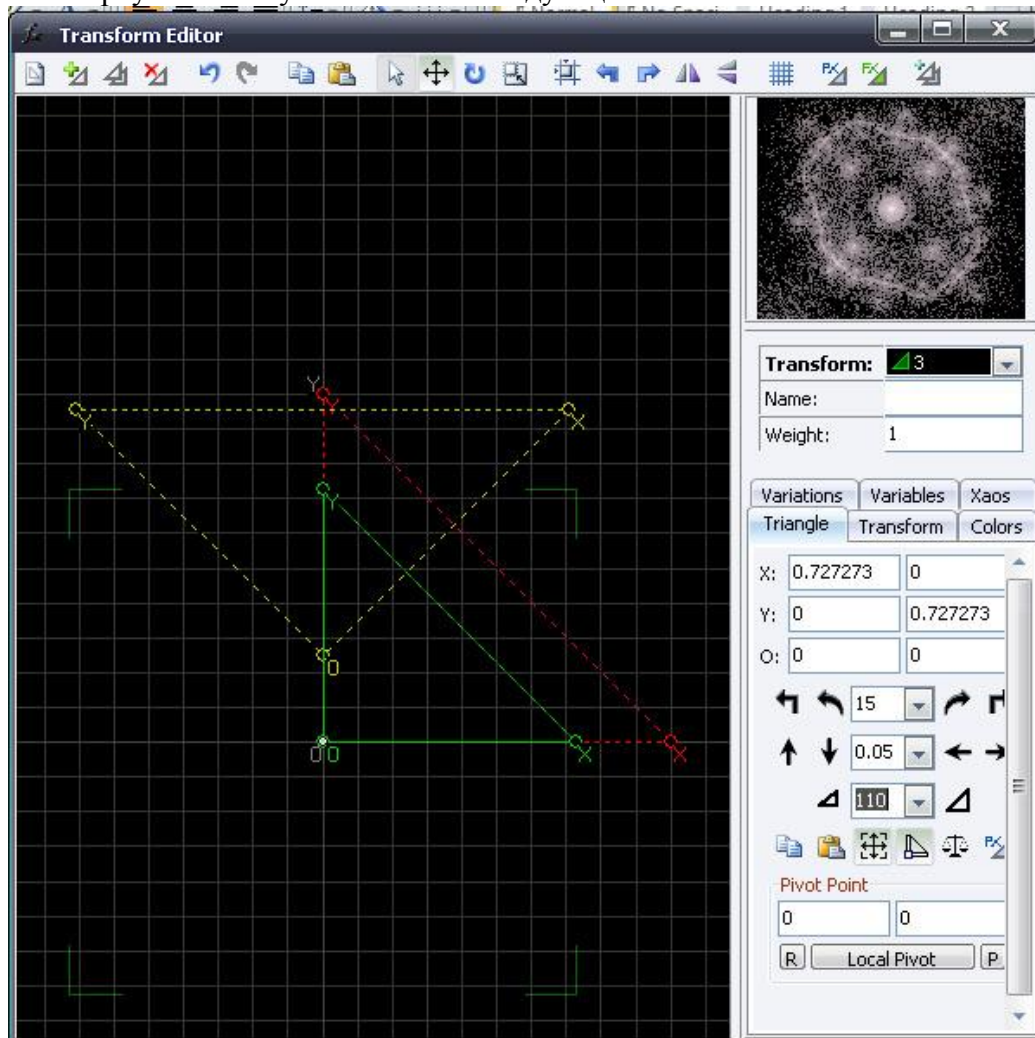 Transform Editor
Transform: 3
Name:
Weight: 1
Variations Variables Xaos
Triangle Transform Colors
X: 0.727273 0
Y: 0 0.727273
O: 0 0
15
0.05
110
Pivot Point
0 0
R Local Pivot P
Y
Y
Y
X
Y
O
O
O
X
X